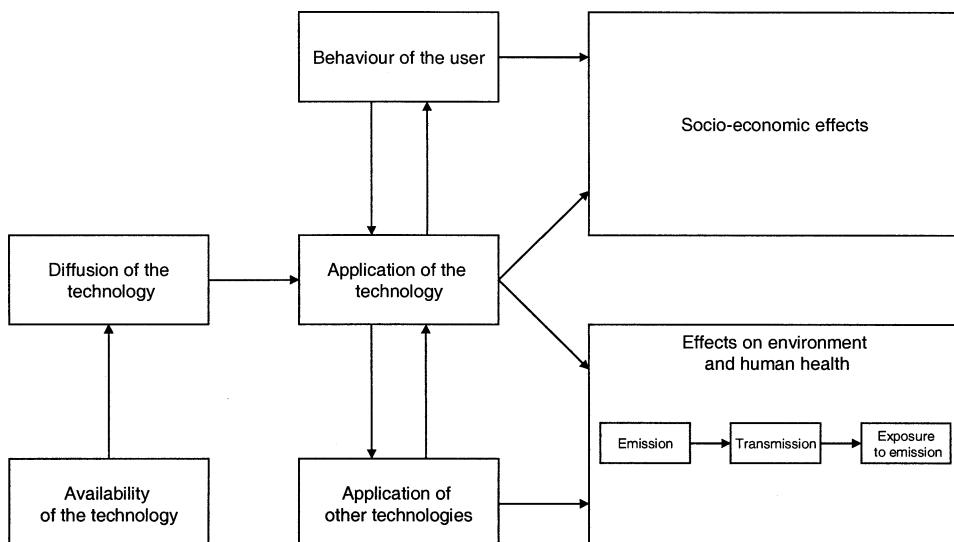 Behaviour of the user
Socio-economic effects
Diffusion of the
technology
Application of the
technology
Effects on environment
and human health
Emission
Transmission
Exposure
to emission
Availability
of the technology
Application of
other technologies